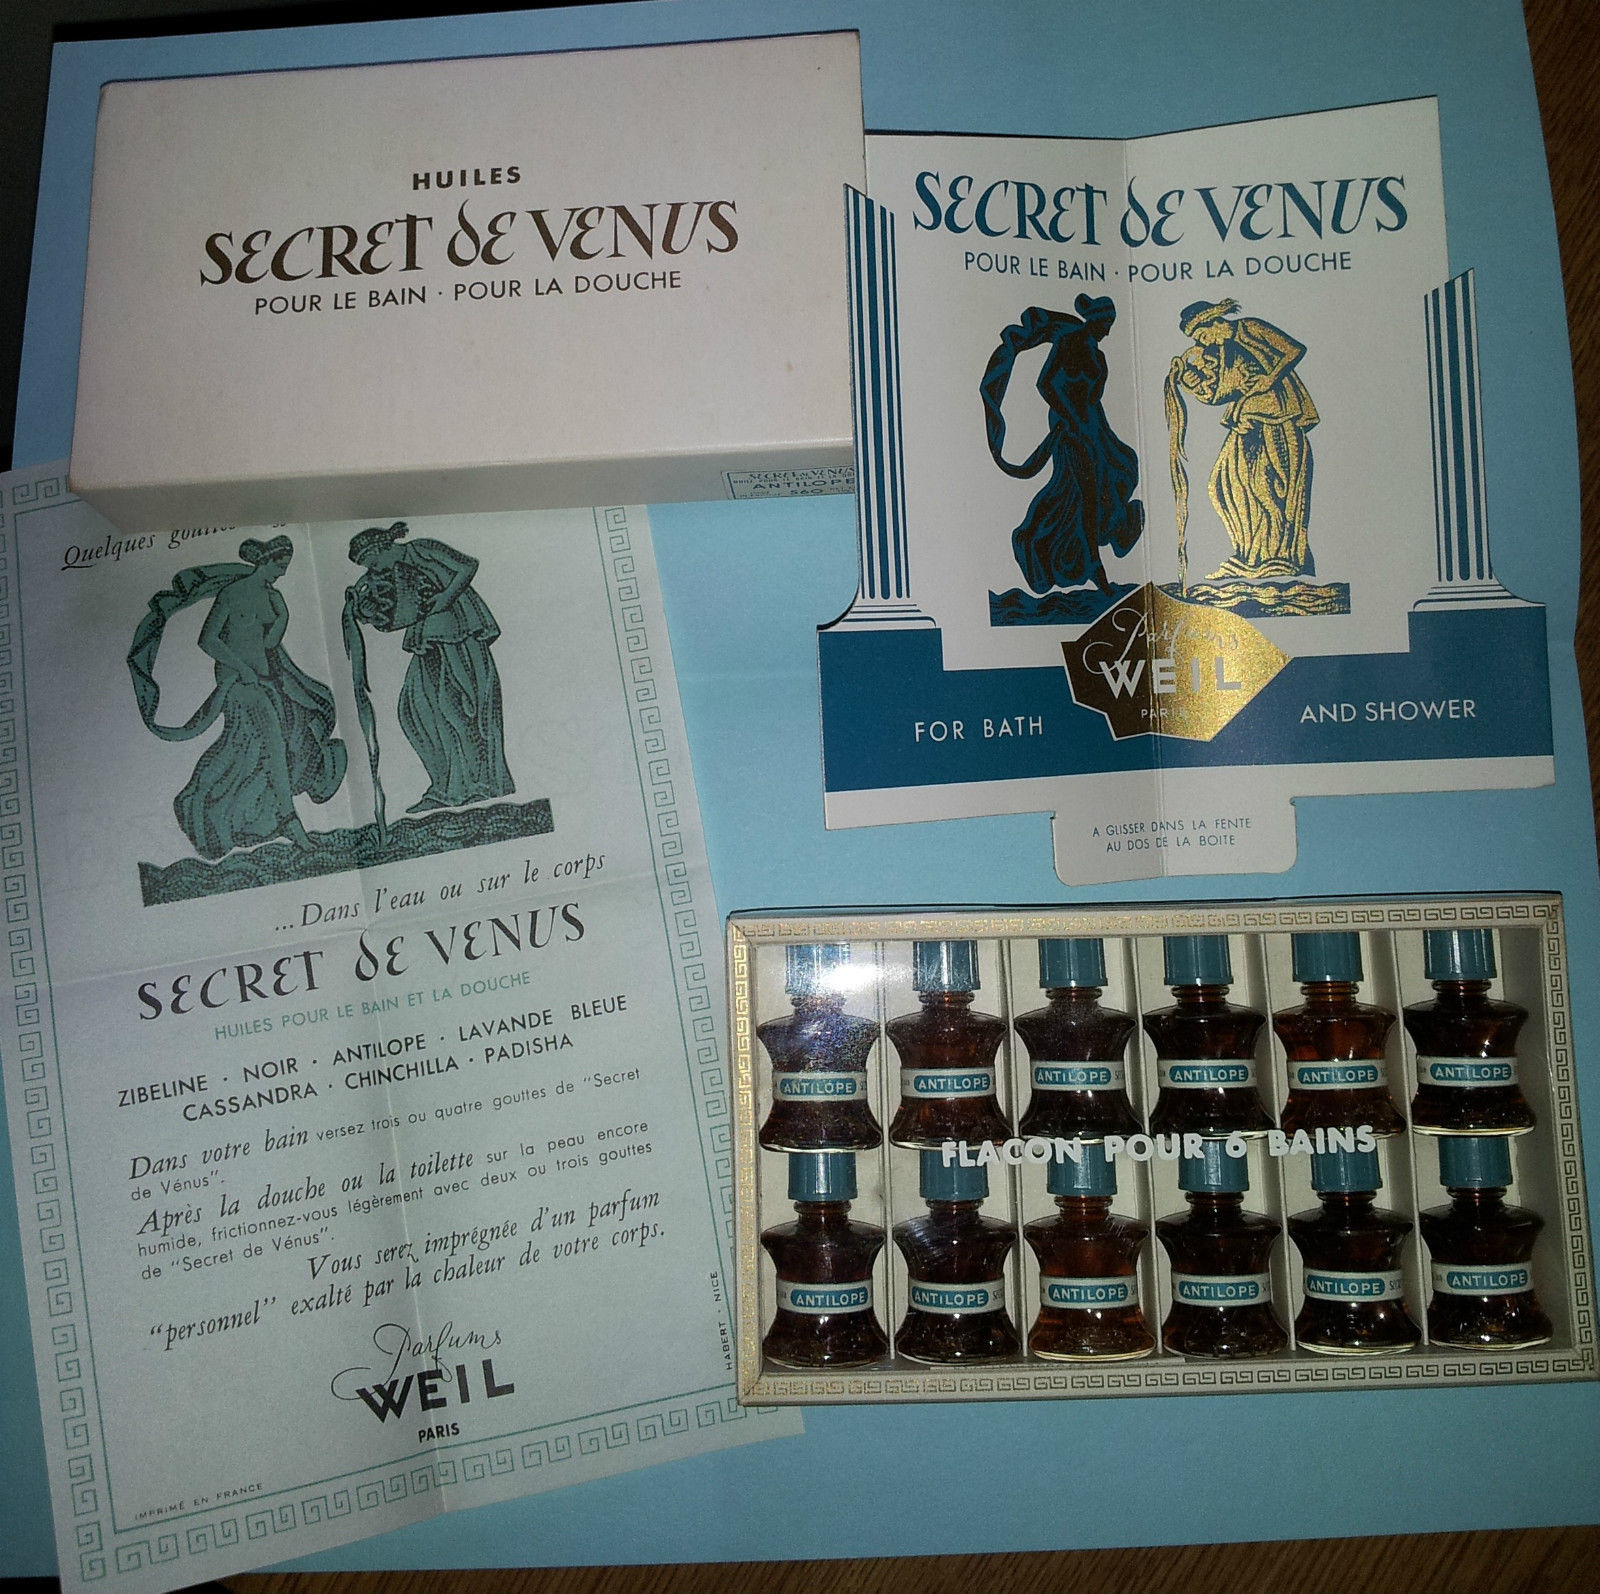 HUILES
SECRET DE VENUS
POUR LE BAIN · POUR LA DOUCHE
SECRET DE VENUS
ANTILOPE
560
SECRET DE VENUS
POUR LE BAIN · POUR LA DOUCHE
Parfums
WEIL
PARIS
FOR BATH
AND SHOWER
A GLISSER DANS LA FENTE
AU DOS DE LA BOITE
Quelques gouttes
...Dans l'eau ou sur le corps
SECRET DE VENUS
HUILES POUR LE BAIN ET LA DOUCHE
ZIBELINE · NOIR · ANTILOPE · LAVANDE BLEUE
CASSANDRA · CHINCHILLA · PADISHA
Dans votre bain versez trois ou quatre gouttes de "Secret
de Vénus".
Après la douche ou la toilette sur la peau encore
humide, frictionnez-vous légèrement avec deux ou trois gouttes
de "Secret de Vénus".
Vous serez imprégnée d'un parfum
"personnel" exalté par la chaleur de votre corps.
Parfums
WEIL
PARIS
IMPRIMÉ EN FRANCE
HABERT · NICE
ANTILOPE
ANTILOPE
ANTILOPE
ANTILOPE
ANTILOPE
ANTILOPE
FLACON POUR 6 BAINS
ANTILOPE
ANTILOPE
ANTILOPE
ANTILOPE
ANTILOPE
ANTILOPE